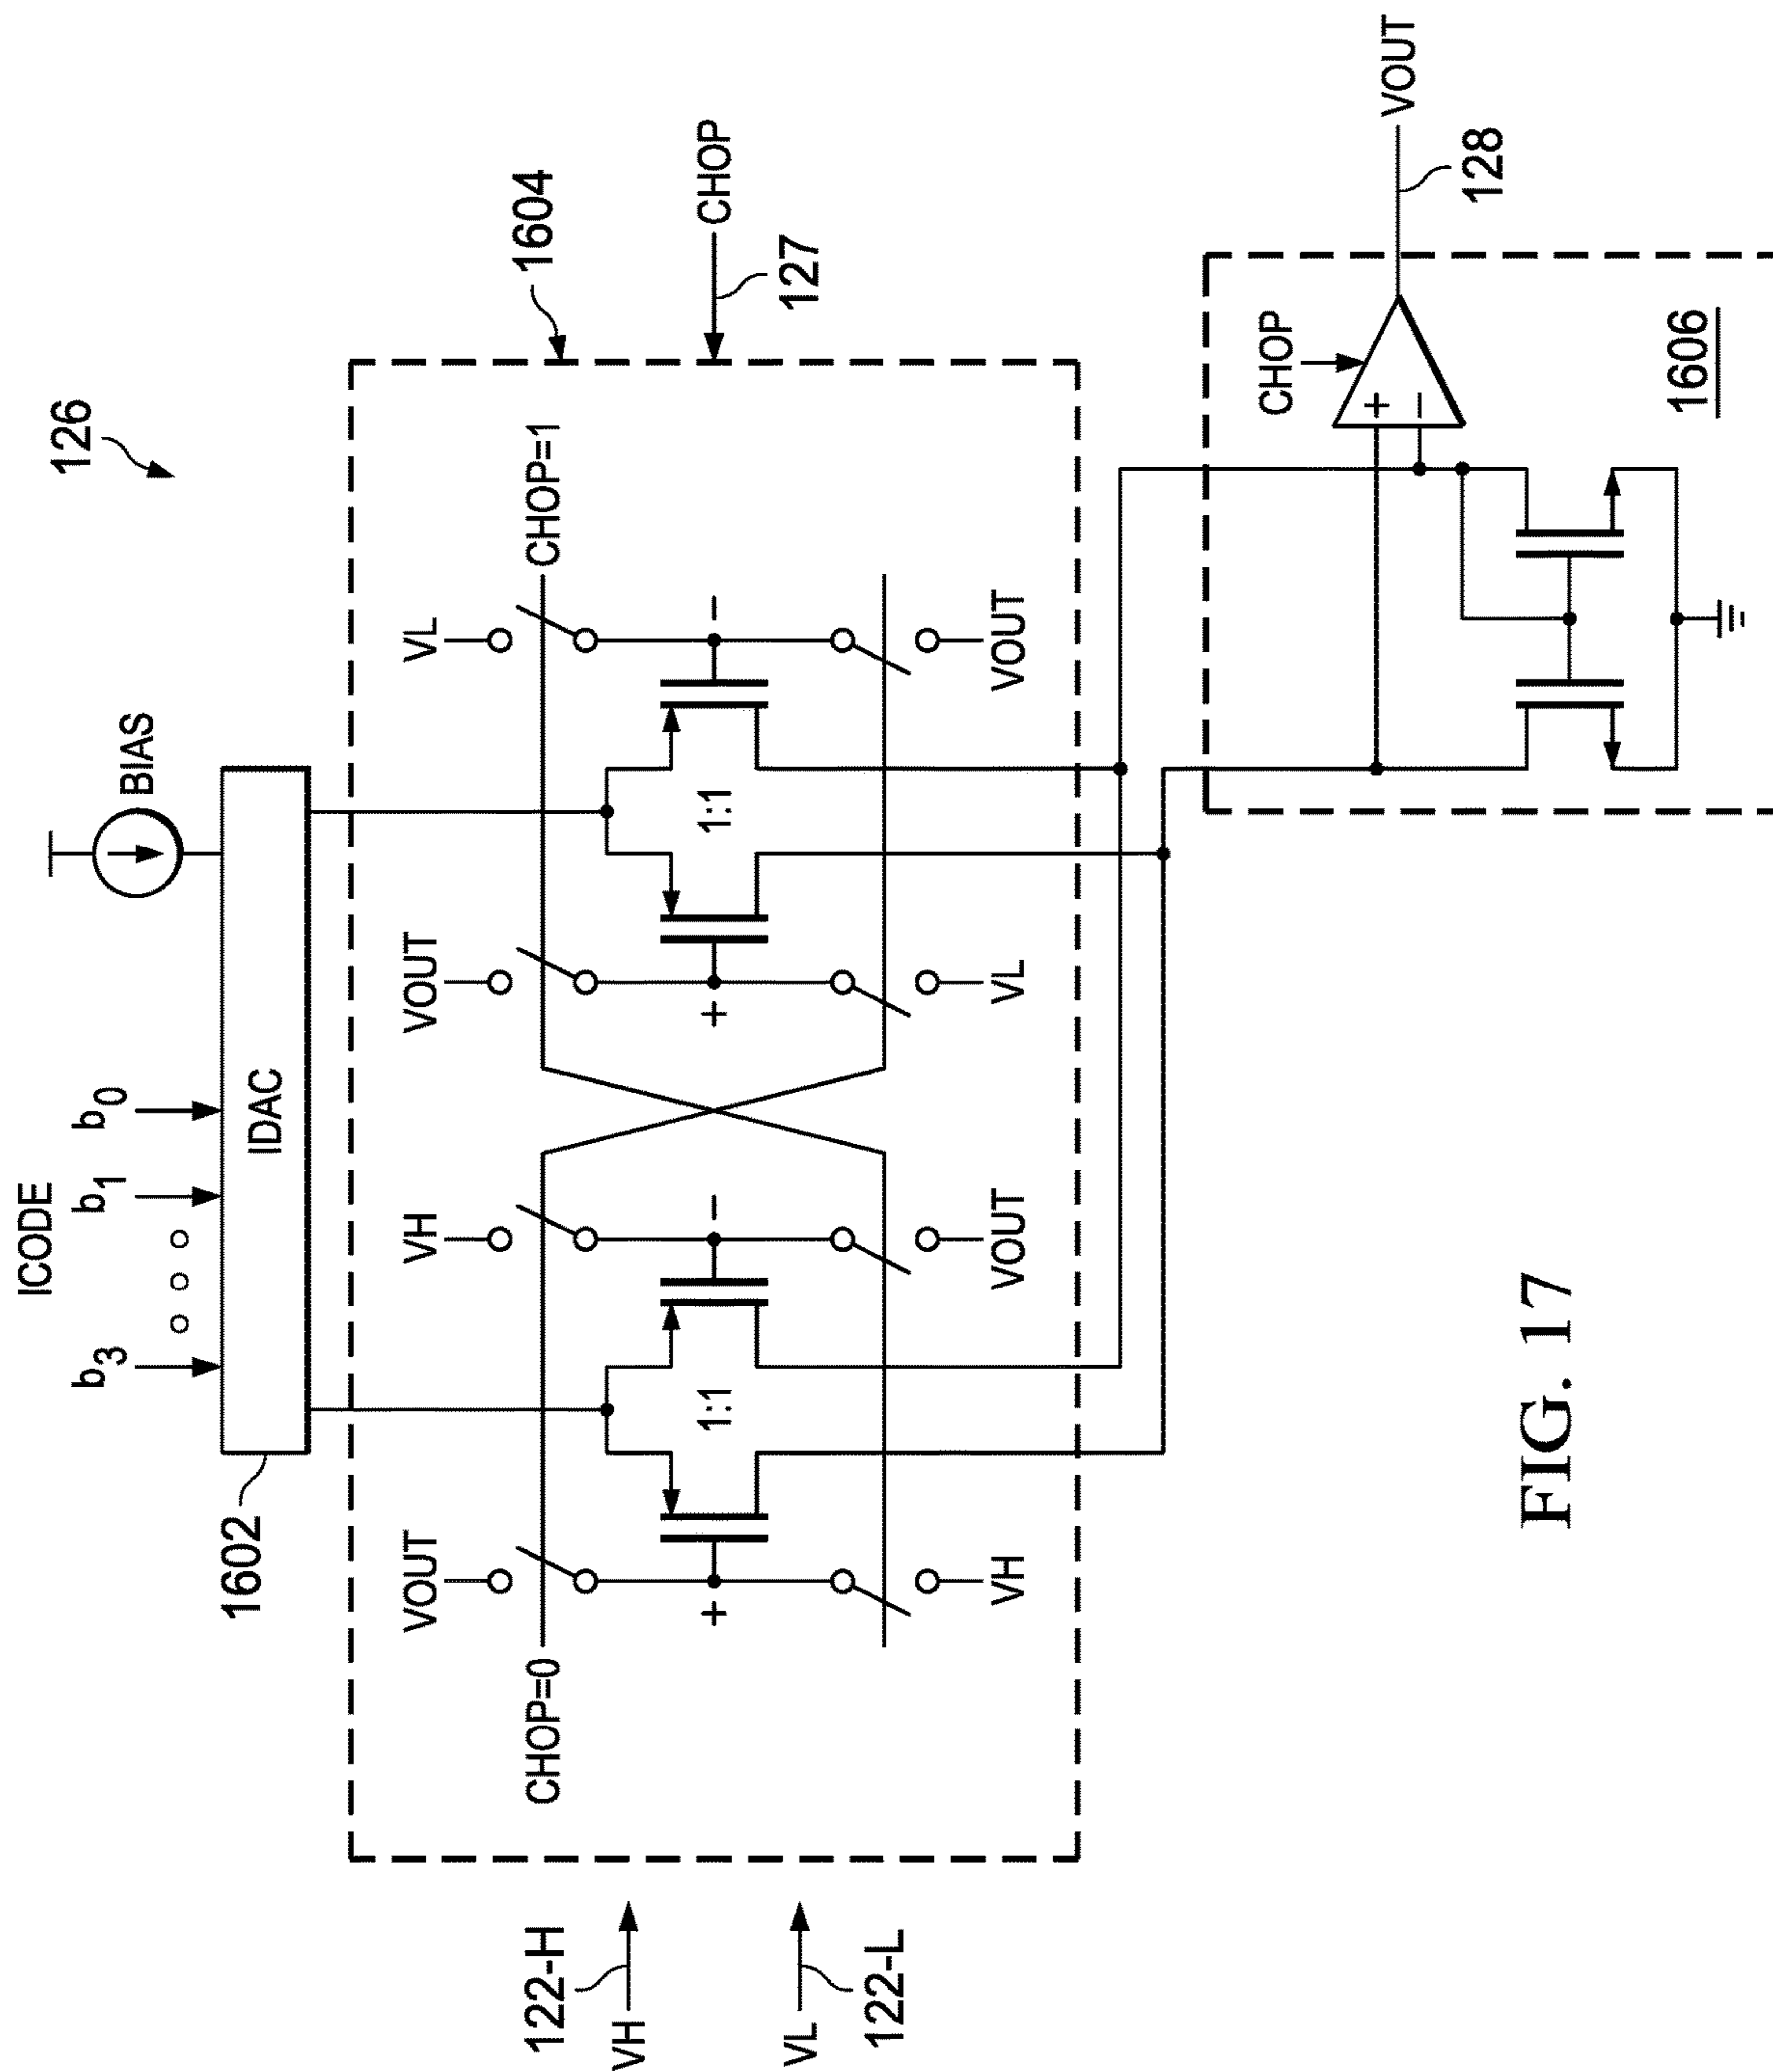 126
ICODE
b3
b1
b0
BIAS
1602
IDAC
1604
VOUT
VH
VOUT
VL
CHOP=0
CHOP=1
122-H
VH
+
1:1
-
+
1:1
-
CHOP
127
VL
122-L
VH
VOUT
VL
VOUT
CHOP
+
-
VOUT
128
1606
FIG. 17